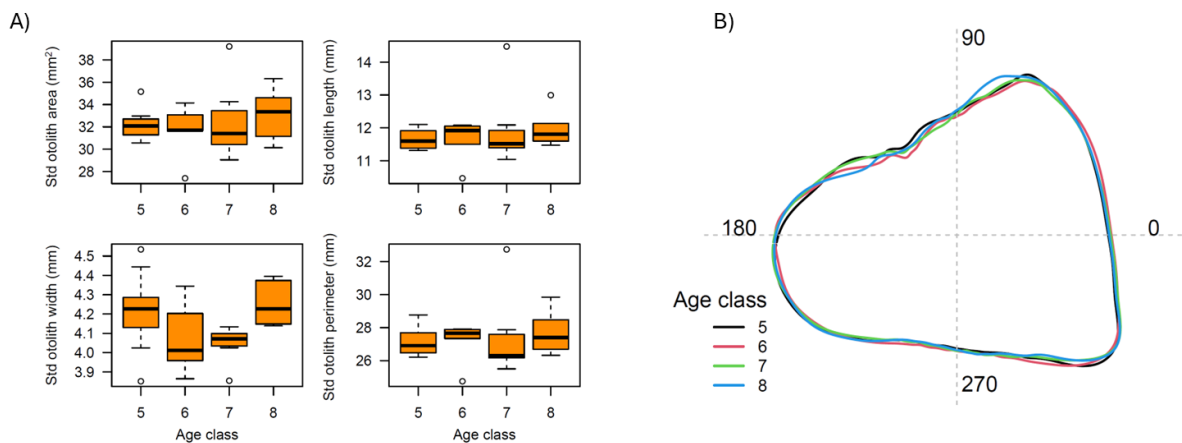 A)
B)
Std otolith area (mm²)
38
36
34
32
30
28
5 6 7 8
Std otolith length (mm)
14
13
12
11
5 6 7 8
Std otolith width (mm)
4.5
4.4
4.3
4.2
4.1
4.0
3.9
5 6 7 8
Age class
Std otolith perimeter (mm)
32
30
28
26
5 6 7 8
Age class
90
180
0
270
Age class
5
6
7
8